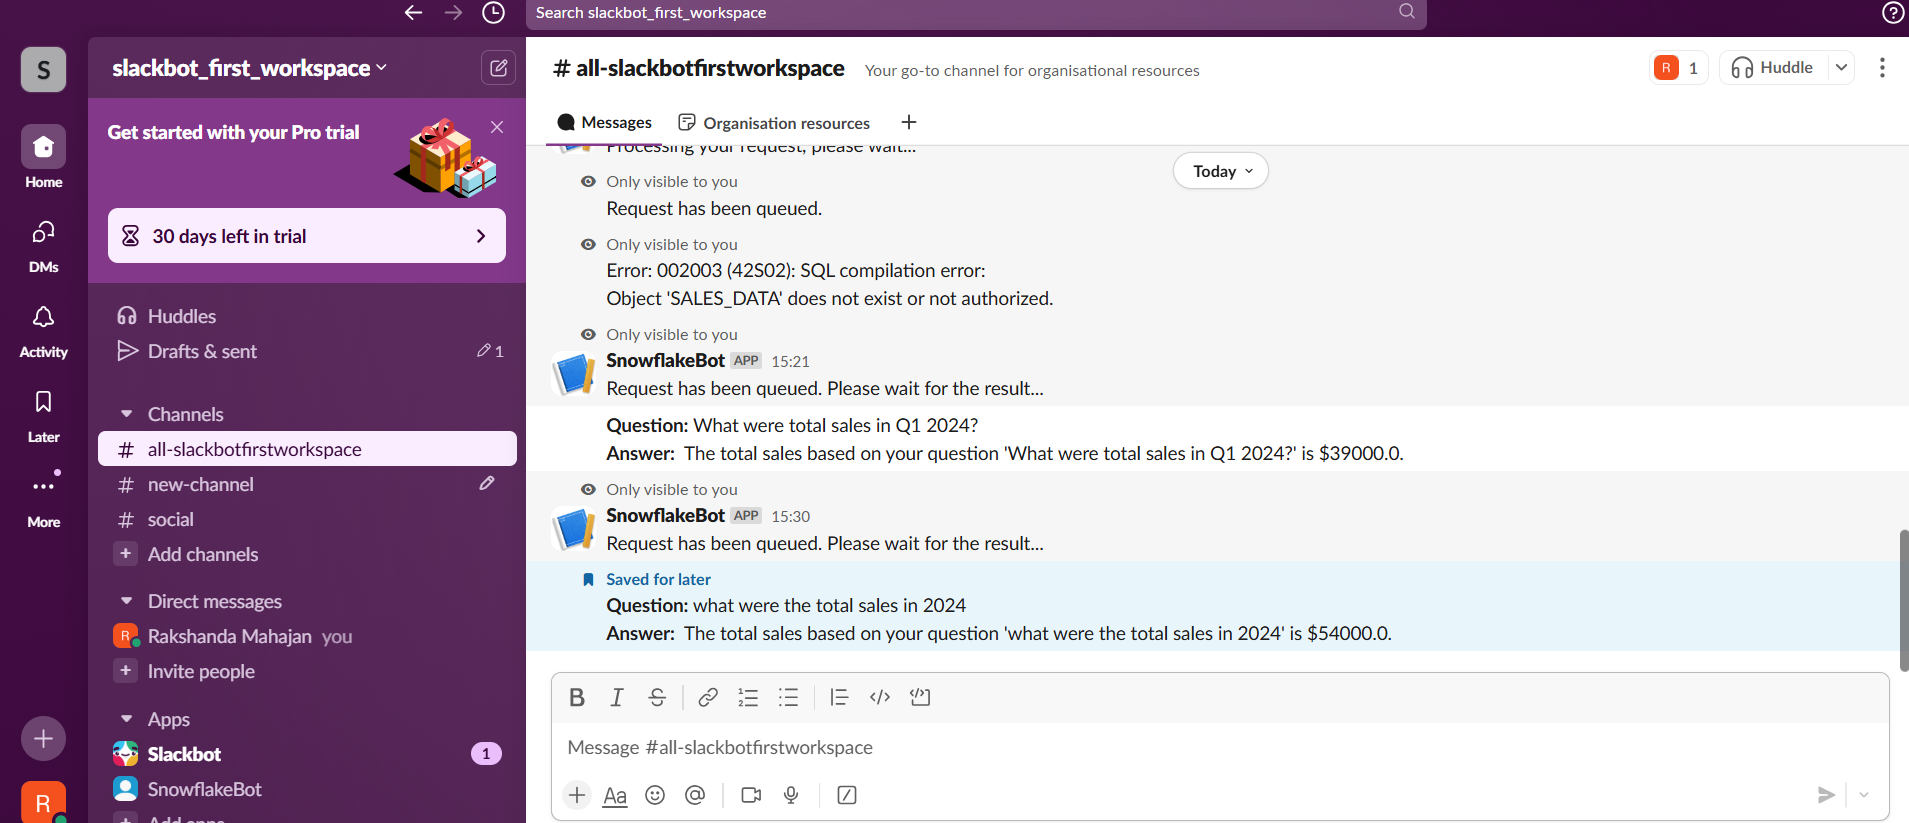 Search slackbot_first_workspace
S
slackbot_first_workspace
Get started with your Pro trial
30 days left in trial
Home
DMs
Activity
Later
More
R
Huddles
Drafts & sent
1
Channels
# all-slackbotfirstworkspace
# new-channel
# social
+ Add channels
Direct messages
R Rakshanda Mahajan you
+ Invite people
Apps
Slackbot 1
SnowflakeBot
+ Add apps
# all-slackbotfirstworkspace
Your go-to channel for organisational resources
R 1
Huddle
Messages
Organisation resources
Processing your request, please wait...
Today
Only visible to you
Request has been queued.
Only visible to you
Error: 002003 (42S02): SQL compilation error:
Object 'SALES_DATA' does not exist or not authorized.
Only visible to you
SnowflakeBot APP 15:21
Request has been queued. Please wait for the result...
Question: What were total sales in Q1 2024?
Answer: The total sales based on your question 'What were total sales in Q1 2024?' is $39000.0.
Only visible to you
SnowflakeBot APP 15:30
Request has been queued. Please wait for the result...
Saved for later
Question: what were the total sales in 2024
Answer: The total sales based on your question 'what were the total sales in 2024' is $54000.0.
B I S
Message #all-slackbotfirstworkspace
+ Aa @